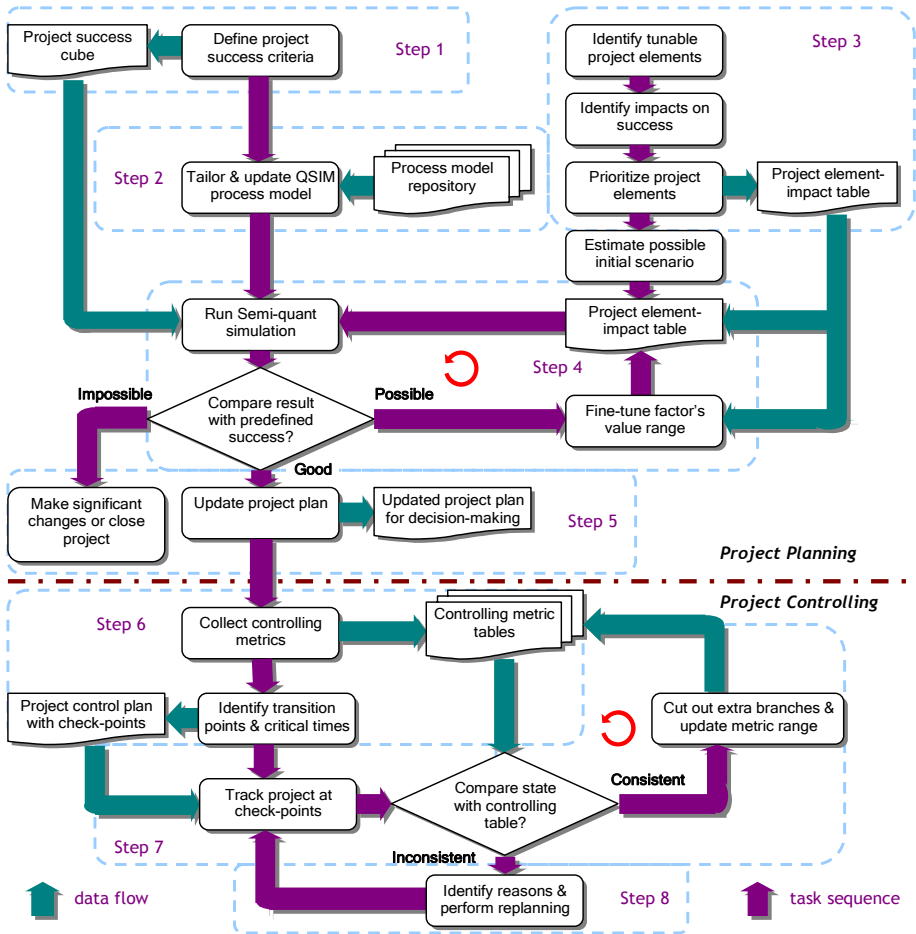 Project success
cube
Define project
success criteria
Step 1
Identify tunable
project elements
Step 3
Identify impacts on
success
Step 2
Tailor & update QSIM
process model
Process model
repository
Prioritize project
elements
Project element-
impact table
Estimate possible
initial scenario
Run Semi-quant
simulation
Project element-
impact table
Step 4
Impossible
Compare result
with predefined
success?
Possible
Fine-tune factor's
value range
Good
Make significant
changes or close
project
Update project plan
Updated project plan
for decision-making
Step 5
Project Planning
Project Controlling
Step 6
Collect controlling
metrics
Controlling metric
tables
Project control plan
with check-points
Identify transition
points & critical times
Cut out extra branches &
update metric range
Track project at
check-points
Compare state
with controlling
table?
Consistent
Step 7
Inconsistent
Identify reasons &
perform replanning
Step 8
data flow
task sequence